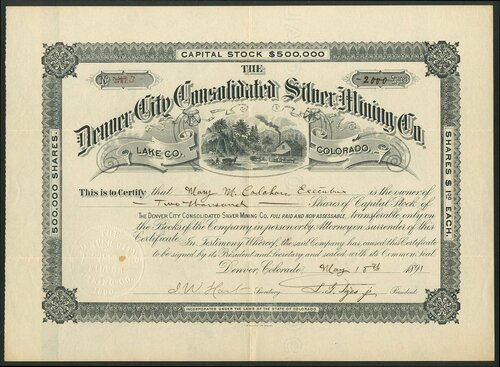 CAPITAL STOCK $500,000
THE
2000
Denver City Consolidated Silver Mining Co
LAKE CO.
COLORADO.
500,000 SHARES.
SHARES $1.00 EACH.
This is to Certify that Mary M. Calahan Executrix is the owner of
Two thousand Shares of Capital Stock of
THE DENVER CITY CONSOLIDATED SILVER MINING CO. FULL PAID AND NON-ASSESSABLE, transferable only on
the Books of the Company in person or by Attorney on surrender of this
Certificate. In Testimony Whereof, the said Company has caused this Certificate
to be signed by its President and Secretary and sealed with its Common Seal.
Denver, Colorado, May 18th 1891
J W Hart Secretary President
INCORPORATED UNDER THE LAWS OF THE STATE OF COLORADO